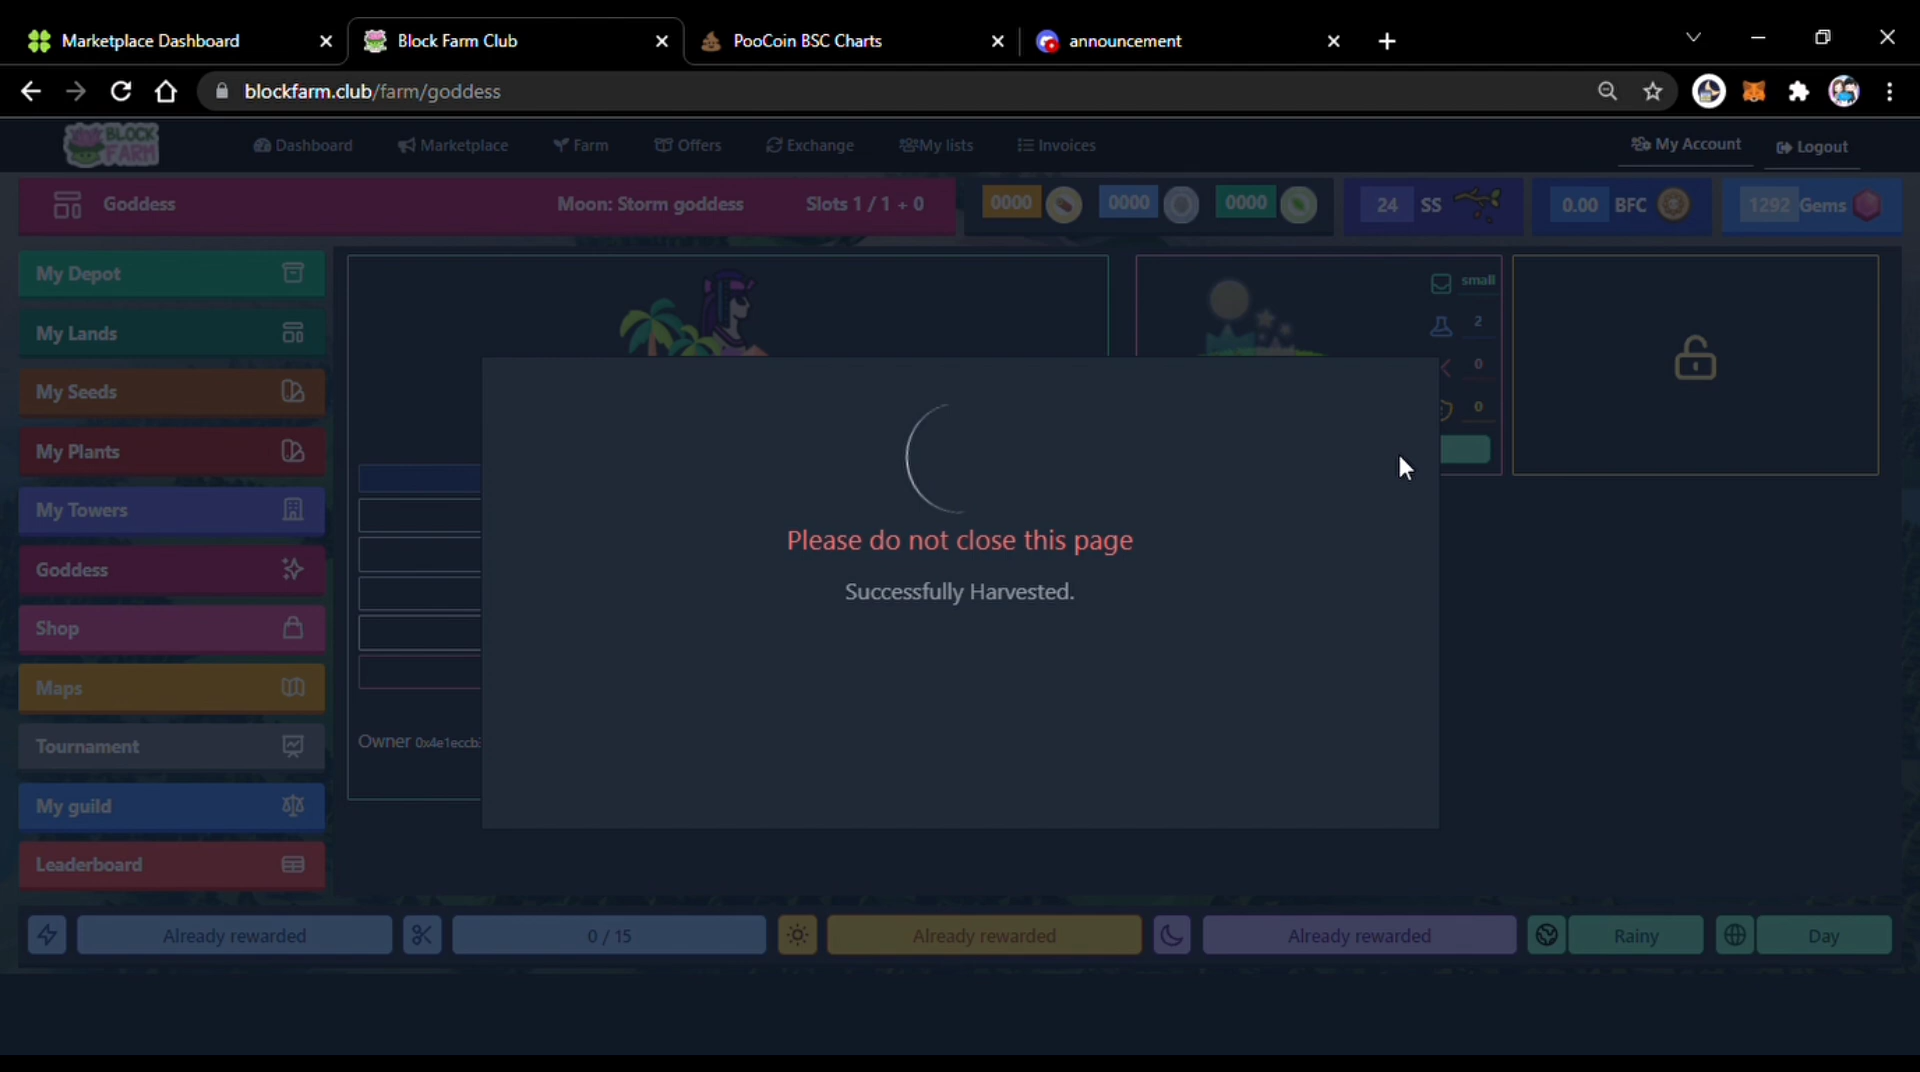 Marketplace Dashboard
Block Farm Club
PooCoin BSC Charts
announcement
blockfarm.club/farm/goddess
BLOCK
FARM
Dashboard
Marketplace
Farm
Offers
Exchange
My lists
Invoices
My Account
Logout
Goddess
Moon: Storm goddess
Slots 1 / 1 + 0
0000
0000
0000
24 SS
0.00 BFC
1292 Gems
My Depot
My Lands
My Seeds
My Plants
My Towers
Goddess
Shop
Maps
Tournament
My guild
Leaderboard
small
2
0
0
Please do not close this page
Successfully Harvested.
Owner 0x4e1eccb
Already rewarded
0 / 15
Already rewarded
Already rewarded
Rainy
Day